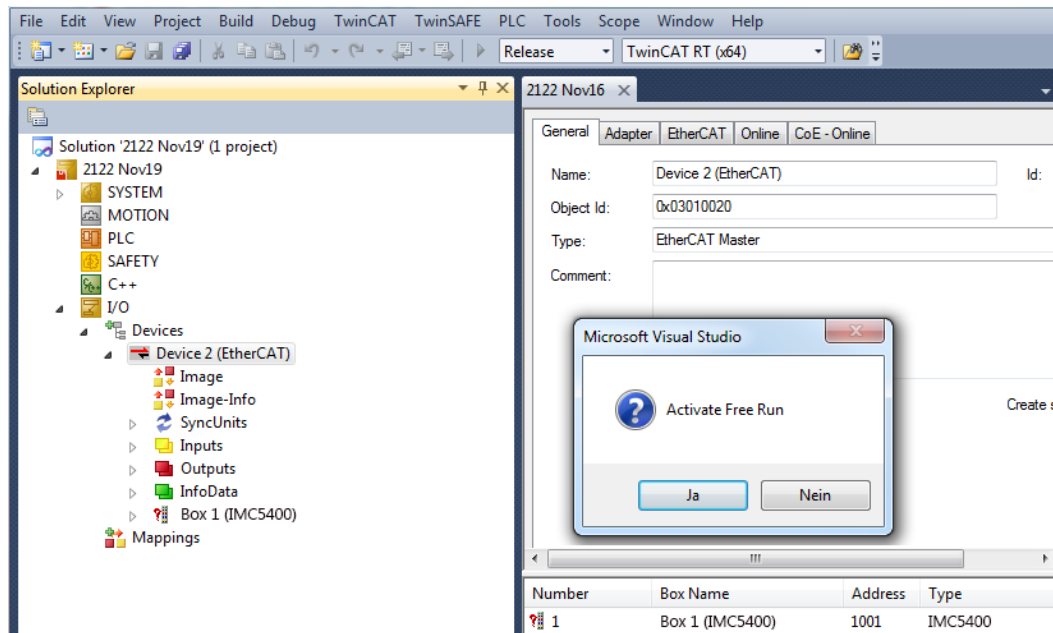 File Edit View Project Build Debug TwinCAT TwinSAFE PLC Tools Scope Window Help
Release TwinCAT RT (x64)
Solution Explorer
2122 Nov16
Solution '2122 Nov19' (1 project)
2122 Nov19
SYSTEM
MOTION
PLC
SAFETY
C++
I/O
Devices
Device 2 (EtherCAT)
Image
Image-Info
SyncUnits
Inputs
Outputs
InfoData
Box 1 (IMC5400)
Mappings
General Adapter EtherCAT Online CoE - Online
Name: Device 2 (EtherCAT) Id:
Object Id: 0x03010020
Type: EtherCAT Master
Comment:
Microsoft Visual Studio
Activate Free Run
Ja Nein
Create s
Number Box Name Address Type
1 Box 1 (IMC5400) 1001 IMC5400